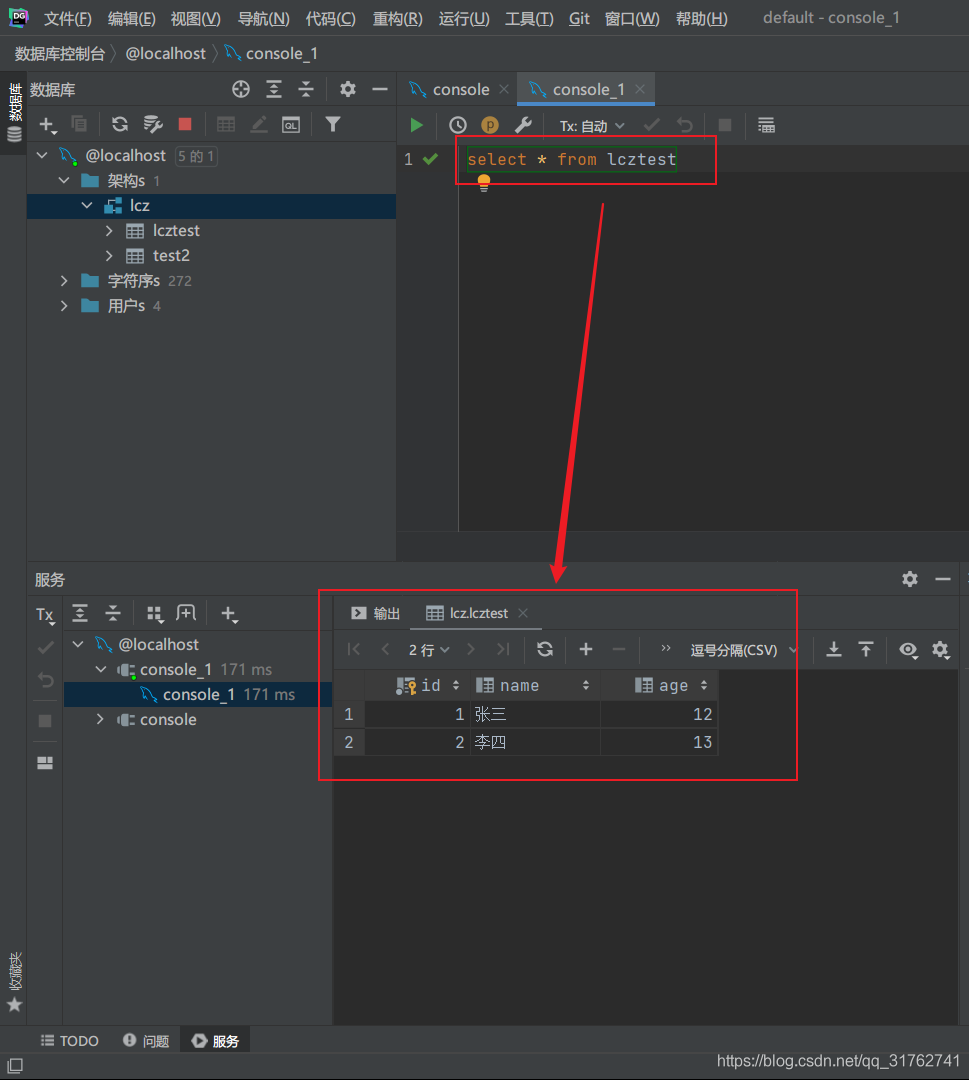 DG 文件(F) 编辑(E) 视图(V) 导航(N) 代码(C) 重构(R) 运行(U) 工具(T) Git 窗口(W) 帮助(H) default - console_1
数据库控制台 @localhost console_1
数据库
数据库
console console_1
QL
p Tx: 自动
@localhost 5 的 1
架构s 1
lcz
lcztest
test2
字符序s 272
用户s 4
1 select * from lcztest
服务
Tx
@localhost
console_1 171 ms
console_1 171 ms
console
输出 lcz.lcztest
2 行 逗号分隔(CSV)
id name age
1 1 张三 12
2 2 李四 13
收藏夹
TODO 问题 服务
https://blog.csdn.net/qq_31762741